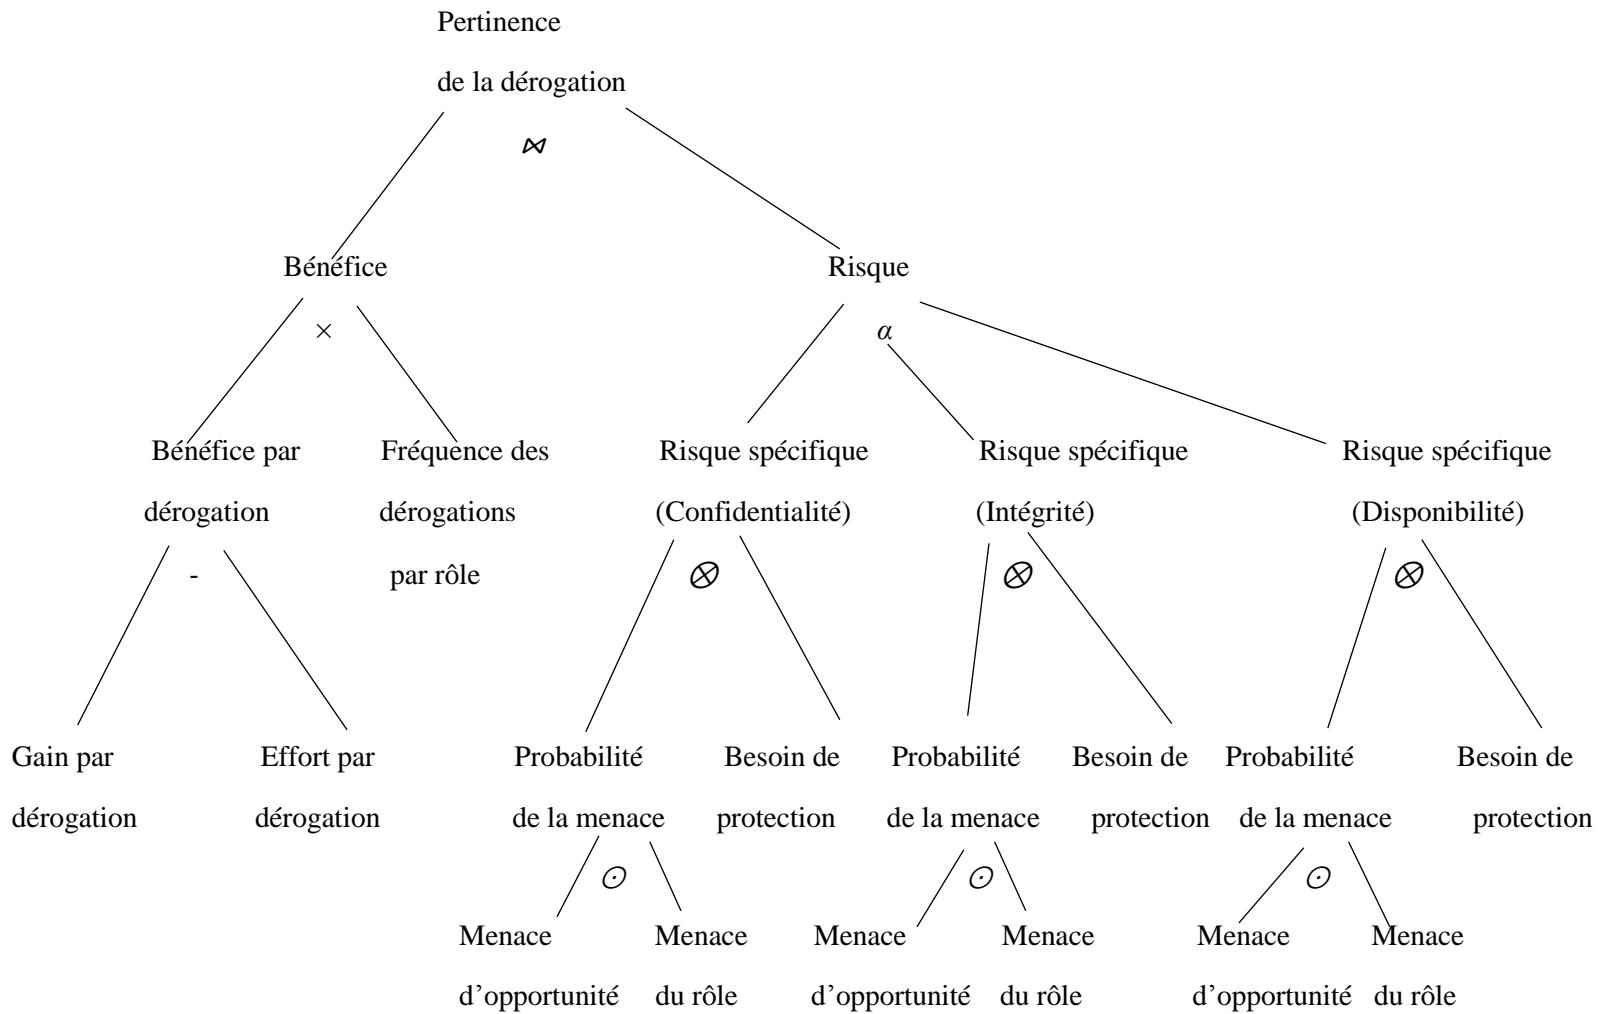 Pertinence
de la dérogation
⋈
Bénéfice
Risque
×
α
Bénéfice par
dérogation
Fréquence des
dérogations
par rôle
Risque spécifique
(Confidentialité)
Risque spécifique
(Intégrité)
Risque spécifique
(Disponibilité)
-
⊗
⊗
⊗
Gain par
dérogation
Effort par
dérogation
Probabilité
de la menace
Besoin de
protection
Probabilité
de la menace
Besoin de
protection
Probabilité
de la menace
Besoin de
protection
⊙
⊙
⊙
Menace
d’opportunité
Menace
du rôle
Menace
d’opportunité
Menace
du rôle
Menace
d’opportunité
Menace
du rôle